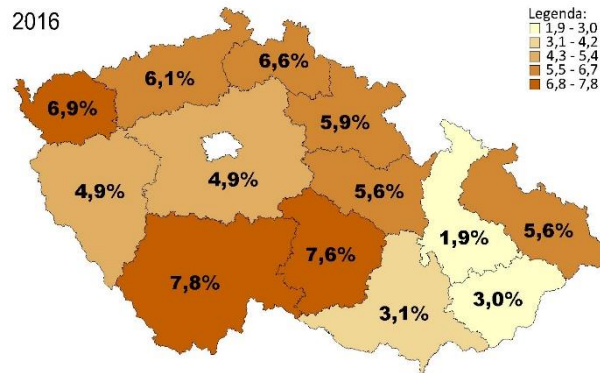 2016
Legenda:
1,9 - 3,0
3,1 - 4,2
4,3 - 5,4
5,5 - 6,7
6,8 - 7,8
6,1%
6,6%
6,9%
5,9%
4,9%
4,9%
5,6%
1,9%
5,6%
7,8%
7,6%
3,1%
3,0%